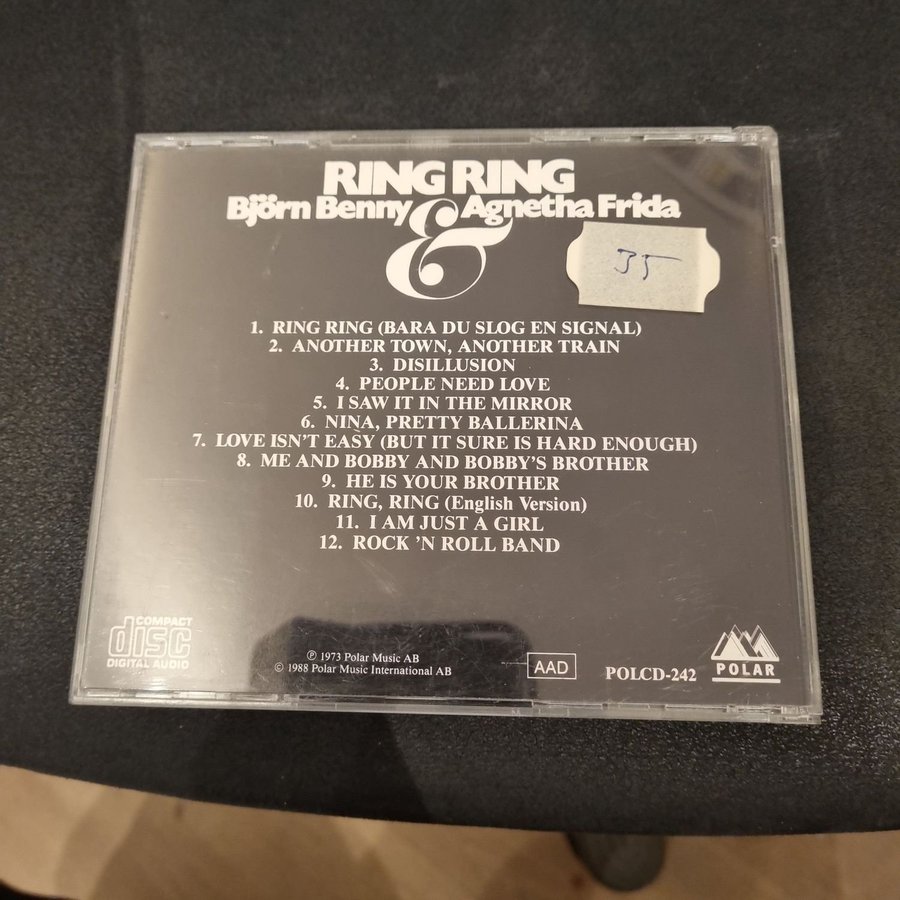 RING RING
Björn Benny & Agnetha Frida
35
1. RING RING (BARA DU SLOG EN SIGNAL)
2. ANOTHER TOWN, ANOTHER TRAIN
3. DISILLUSION
4. PEOPLE NEED LOVE
5. I SAW IT IN THE MIRROR
6. NINA, PRETTY BALLERINA
7. LOVE ISN'T EASY (BUT IT SURE IS HARD ENOUGH)
8. ME AND BOBBY AND BOBBY'S BROTHER
9. HE IS YOUR BROTHER
10. RING, RING (English Version)
11. I AM JUST A GIRL
12. ROCK 'N ROLL BAND
COMPACT
disc
DIGITAL AUDIO
℗ 1973 Polar Music AB
© 1988 Polar Music International AB
AAD
POLCD-242
POLAR